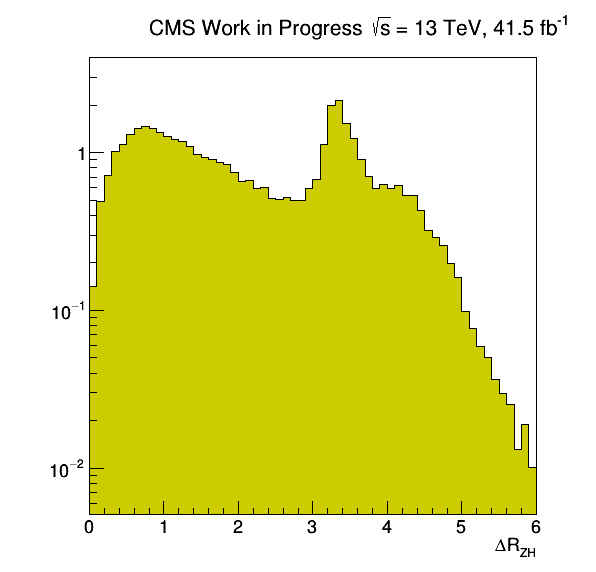 CMS Work in Progress √s = 13 TeV, 41.5 fb⁻¹
1
10⁻¹
10⁻²
0 1 2 3 4 5 6
ΔR_ZH